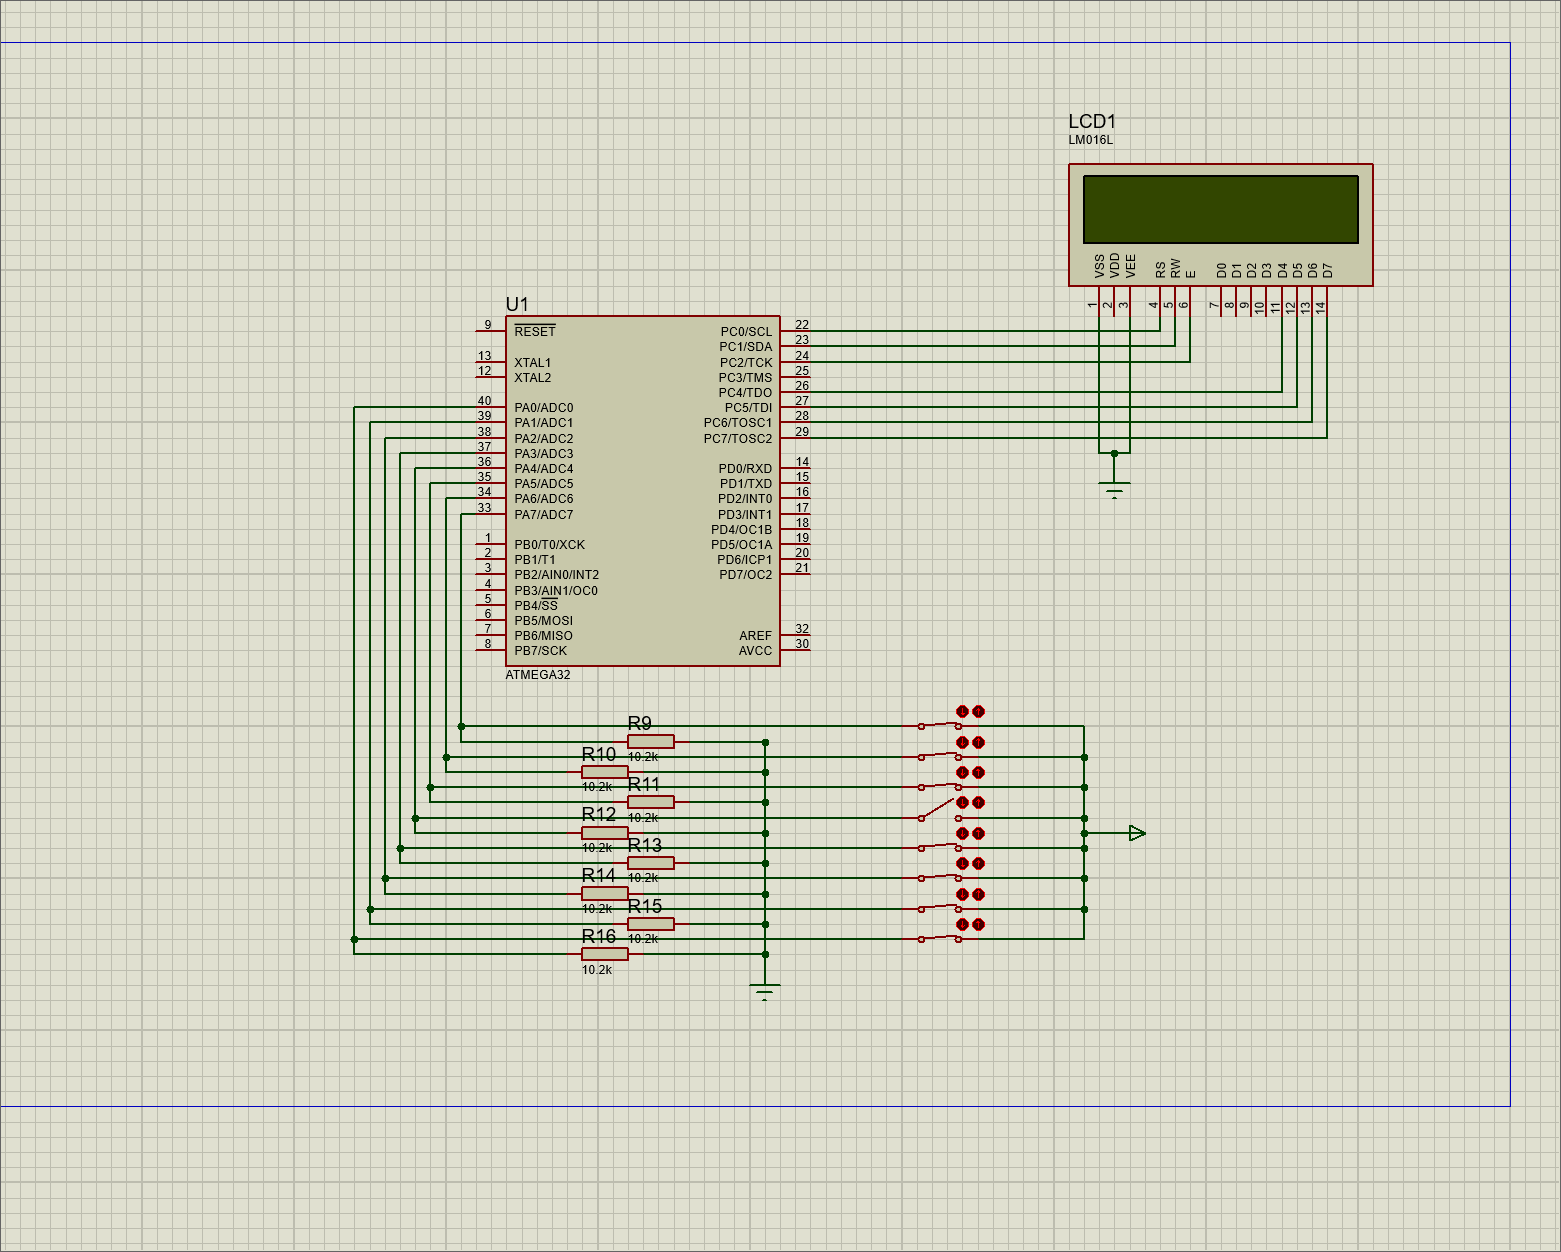 LCD1
LM016L
VSS VDD VEE RS RW E D0 D1 D2 D3 D4 D5 D6 D7
1 2 3 4 5 6 7 8 9 10 11 12 13 14
U1
9 RESET PC0/SCL 22
PC1/SDA 23
13 XTAL1 PC2/TCK 24
12 XTAL2 PC3/TMS 25
PC4/TDO 26
40 PA0/ADC0 PC5/TDI 27
39 PA1/ADC1 PC6/TOSC1 28
38 PA2/ADC2 PC7/TOSC2 29
37 PA3/ADC3
36 PA4/ADC4 PD0/RXD 14
35 PA5/ADC5 PD1/TXD 15
34 PA6/ADC6 PD2/INT0 16
33 PA7/ADC7 PD3/INT1 17
PD4/OC1B 18
1 PB0/T0/XCK PD5/OC1A 19
2 PB1/T1 PD6/ICP1 20
3 PB2/AIN0/INT2 PD7/OC2 21
4 PB3/AIN1/OC0
5 PB4/SS
6 PB5/MOSI
7 PB6/MISO AREF 32
8 PB7/SCK AVCC 30
ATMEGA32
R9
10.2k
R10
10.2k
R11
10.2k
R12
10.2k
R13
10.2k
R14
10.2k
R15
10.2k
R16
10.2k